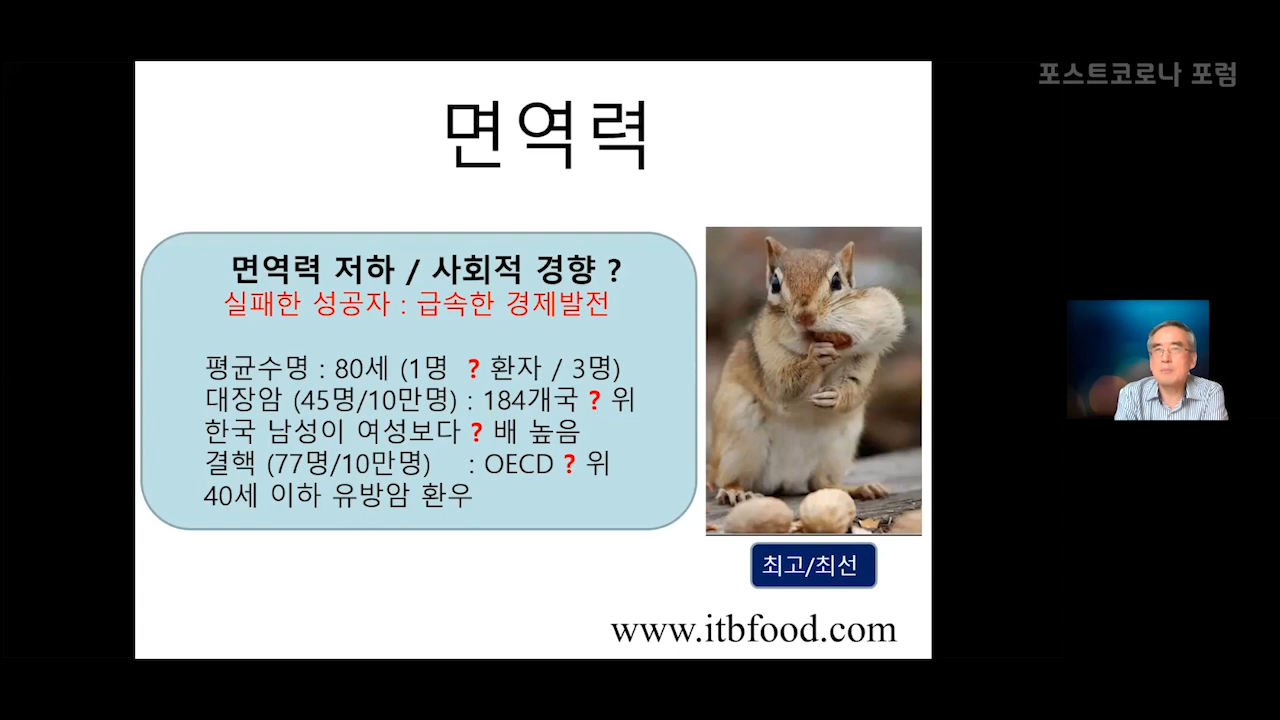 포스트코로나 포럼
면역력
면역력 저하 / 사회적 경향 ?
실패한 성공자 : 급속한 경제발전
평균수명 : 80세 (1명 ? 환자 / 3명)
대장암 (45명/10만명) : 184개국 ? 위
한국 남성이 여성보다 ? 배 높음
결핵 (77명/10만명) : OECD ? 위
40세 이하 유방암 환우
최고/최선
www.itbfood.com